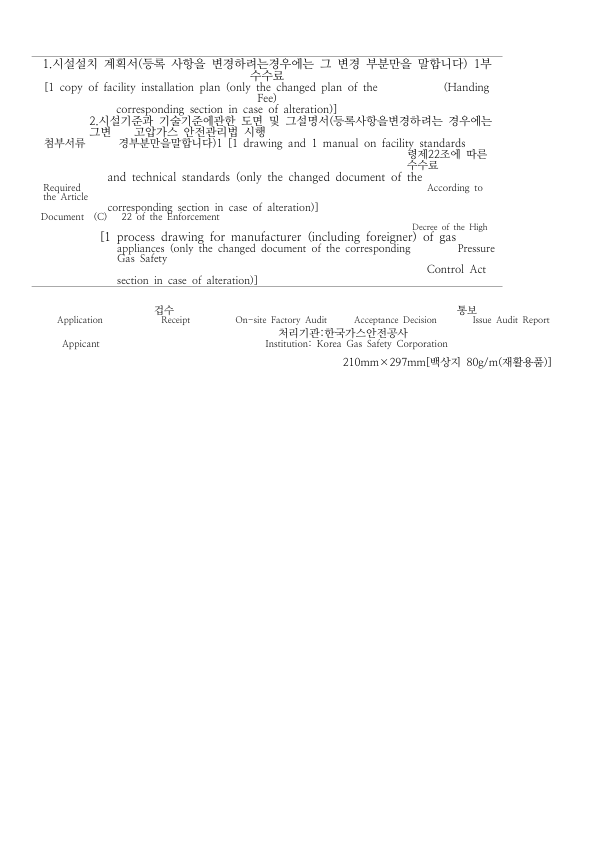 1.시설설치 계획서(등록 사항을 변경하려는경우에는 그 변경 부분만을 말합니다) 1부
수수료
[1 copy of facility installation plan (only the changed plan of the (Handing
Fee)
corresponding section in case of alteration)]
2.시설기준과 기술기준에관한 도면 및 그설명서(등록사항을변경하려는 경우에는
그변 고압가스 안전관리법 시행
첨부서류 경부분만을말합니다)1 [1 drawing and 1 manual on facility standards
령제22조에 따른
수수료
and technical standards (only the changed document of the
Required According to
the Article
corresponding section in case of alteration)]
Document (C) 22 of the Enforcement
Decree of the High
[1 process drawing for manufacturer (including foreigner) of gas
appliances (only the changed document of the corresponding Pressure
Gas Safety
Control Act
section in case of alteration)]
검수 통보
Application Receipt On-site Factory Audit Acceptance Decision Issue Audit Report
처리기관:한국가스안전공사
Appicant Institution: Korea Gas Safety Corporation
210mm×297mm[백상지 80g/m(재활용품)]